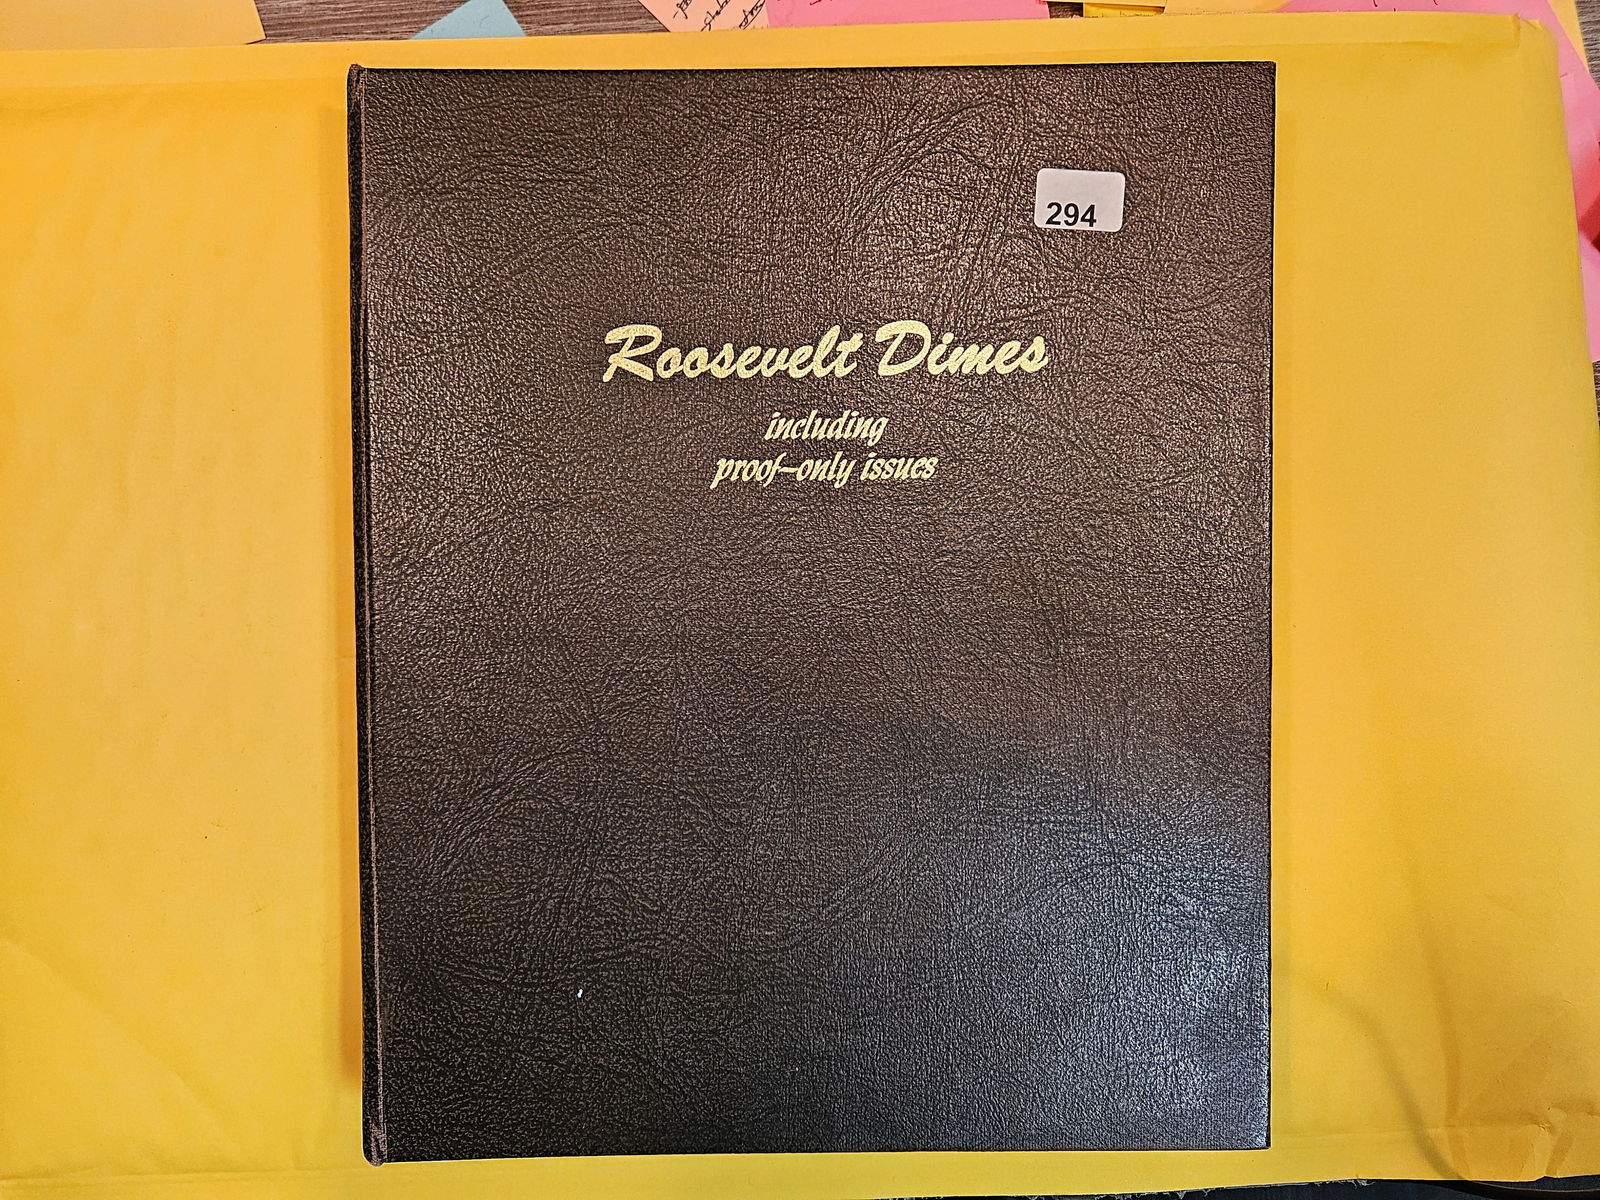 294
Roosevelt Dimes
including
proof-only issues